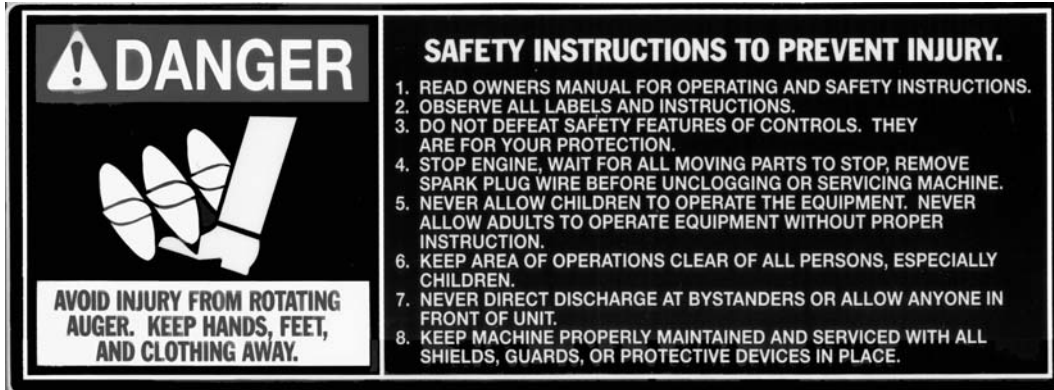 DANGER
AVOID INJURY FROM ROTATING
AUGER. KEEP HANDS, FEET,
AND CLOTHING AWAY.
SAFETY INSTRUCTIONS TO PREVENT INJURY.
1. READ OWNERS MANUAL FOR OPERATING AND SAFETY INSTRUCTIONS.
2. OBSERVE ALL LABELS AND INSTRUCTIONS.
3. DO NOT DEFEAT SAFETY FEATURES OF CONTROLS. THEY
ARE FOR YOUR PROTECTION.
4. STOP ENGINE, WAIT FOR ALL MOVING PARTS TO STOP, REMOVE
SPARK PLUG WIRE BEFORE UNCLOGGING OR SERVICING MACHINE.
5. NEVER ALLOW CHILDREN TO OPERATE THE EQUIPMENT. NEVER
ALLOW ADULTS TO OPERATE EQUIPMENT WITHOUT PROPER
INSTRUCTION.
6. KEEP AREA OF OPERATIONS CLEAR OF ALL PERSONS, ESPECIALLY
CHILDREN.
7. NEVER DIRECT DISCHARGE AT BYSTANDERS OR ALLOW ANYONE IN
FRONT OF UNIT.
8. KEEP MACHINE PROPERLY MAINTAINED AND SERVICED WITH ALL
SHIELDS, GUARDS, OR PROTECTIVE DEVICES IN PLACE.